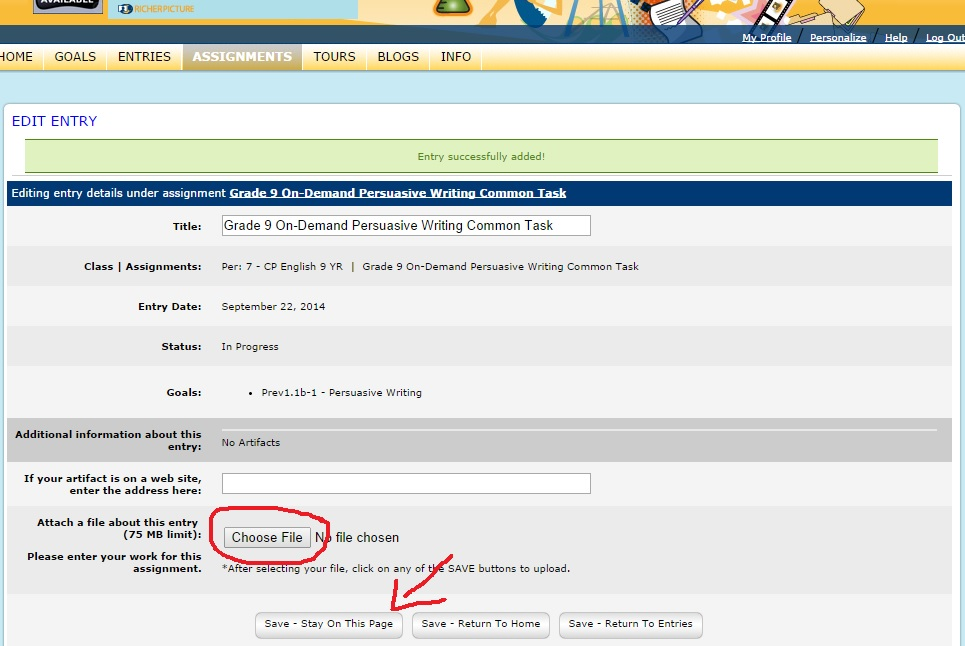 AVAILABLE
RICHERPICTURE
My Profile / Personalize / Help / Log Out
HOME GOALS ENTRIES ASSIGNMENTS TOURS BLOGS INFO
EDIT ENTRY
Entry successfully added!
Editing entry details under assignment Grade 9 On-Demand Persuasive Writing Common Task
Title: Grade 9 On-Demand Persuasive Writing Common Task
Class | Assignments: Per: 7 - CP English 9 YR | Grade 9 On-Demand Persuasive Writing Common Task
Entry Date: September 22, 2014
Status: In Progress
Goals: • Prev1.1b-1 - Persuasive Writing
Additional information about this
entry: No Artifacts
If your artifact is on a web site,
enter the address here:
Attach a file about this entry
(75 MB limit): Choose File No file chosen
Please enter your work for this
assignment. *After selecting your file, click on any of the SAVE buttons to upload.
Save - Stay On This Page Save - Return To Home Save - Return To Entries